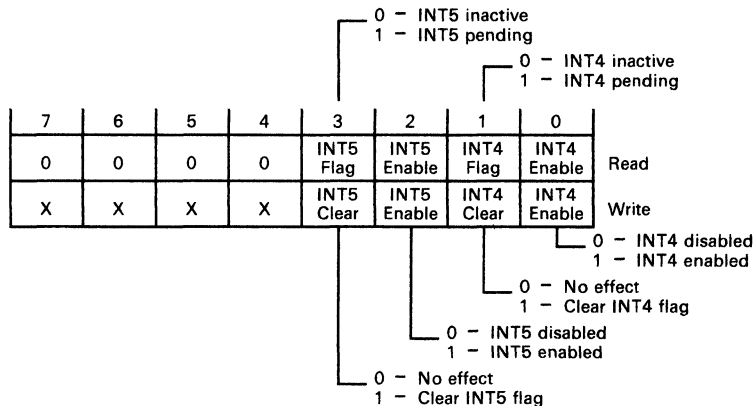 0 – INT5 inactive
1 – INT5 pending
0 – INT4 inactive
1 – INT4 pending
7 6 5 4 3 2 1 0
0 0 0 0 INT5 Flag INT5 Enable INT4 Flag INT4 Enable Read
X X X X INT5 Clear INT5 Enable INT4 Clear INT4 Enable Write
0 – INT4 disabled
1 – INT4 enabled
0 – No effect
1 – Clear INT4 flag
0 – INT5 disabled
1 – INT5 enabled
0 – No effect
1 – Clear INT5 flag